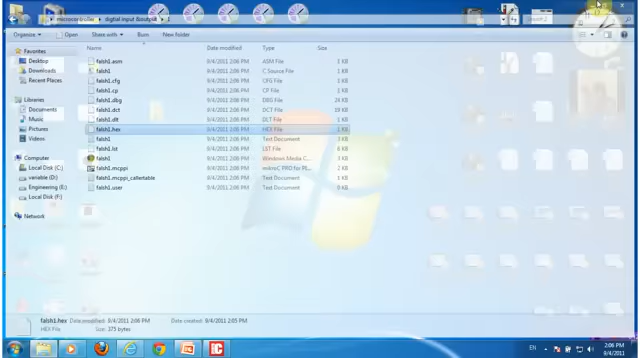 microcontroller ▸ digital input &output ▸ 1
Organize Open Share with Burn New folder
Name Date modified Type Size
Favorites
Desktop
Downloads
Recent Places
Libraries
Documents
Music
Pictures
Videos
Computer
Local Disk (C:)
variable (D:)
Engineering (E:)
Local Disk (F:)
Network
falsh1.asm 9/4/2011 2:06 PM ASM File 1 KB
falsh1 9/4/2011 2:06 PM C Source File 1 KB
falsh1.cfg 9/4/2011 2:06 PM CFG File 1 KB
falsh1.cp 9/4/2011 2:06 PM CP File 1 KB
falsh1.dbg 9/4/2011 2:06 PM DBG File
falsh1.dct 9/4/2011 2:06 PM DCT File
falsh1.dlt 9/4/2011 2:06 PM DLT File 1 KB
falsh1.hex 9/4/2011 2:06 PM HEX File 1 KB
falsh1 9/4/2011 2:06 PM Text Document 1 KB
falsh1.lst 9/4/2011 2:06 PM LST File 6 KB
falsh1 9/4/2011 2:06 PM Windows Media C... 3 KB
falsh1.mcppi 9/4/2011 2:06 PM mikroC PRO for PI... 2 KB
falsh1.mcppi_callertable 9/4/2011 2:06 PM Text Document
falsh1.user 9/4/2011 2:06 PM Text Document 0 KB
falsh1.hex Date modified: 9/4/2011 2:06 PM Date created: 9/4/2011 2:05 PM
HEX File Size: 375 bytes
EN
2:06 PM
9/4/2011